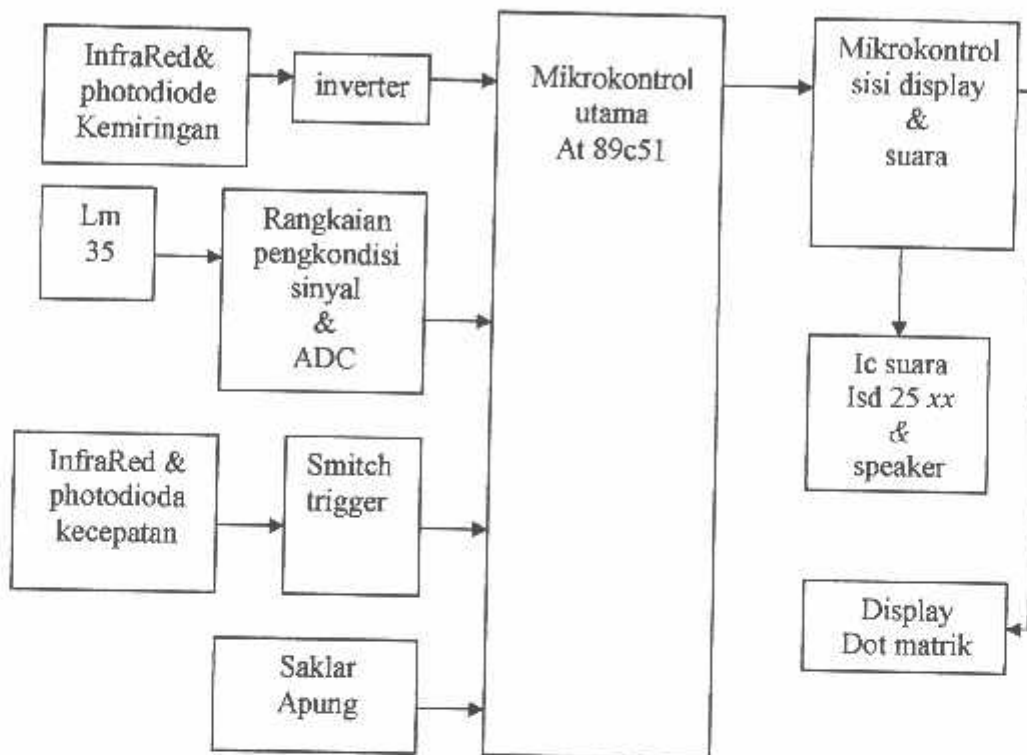 InfraRed&
photodiode
Kemiringan
inverter
Mikrokontrol
utama
At 89c51
Mikrokontrol
sisi display
&
suara
Lm
35
Rangkaian
pengkondisi
sinyal
&
ADC
Ic suara
Isd 25 xx
&
speaker
InfraRed &
photodioda
kecepatan
Smitch
trigger
Display
Dot matrik
Saklar
Apung